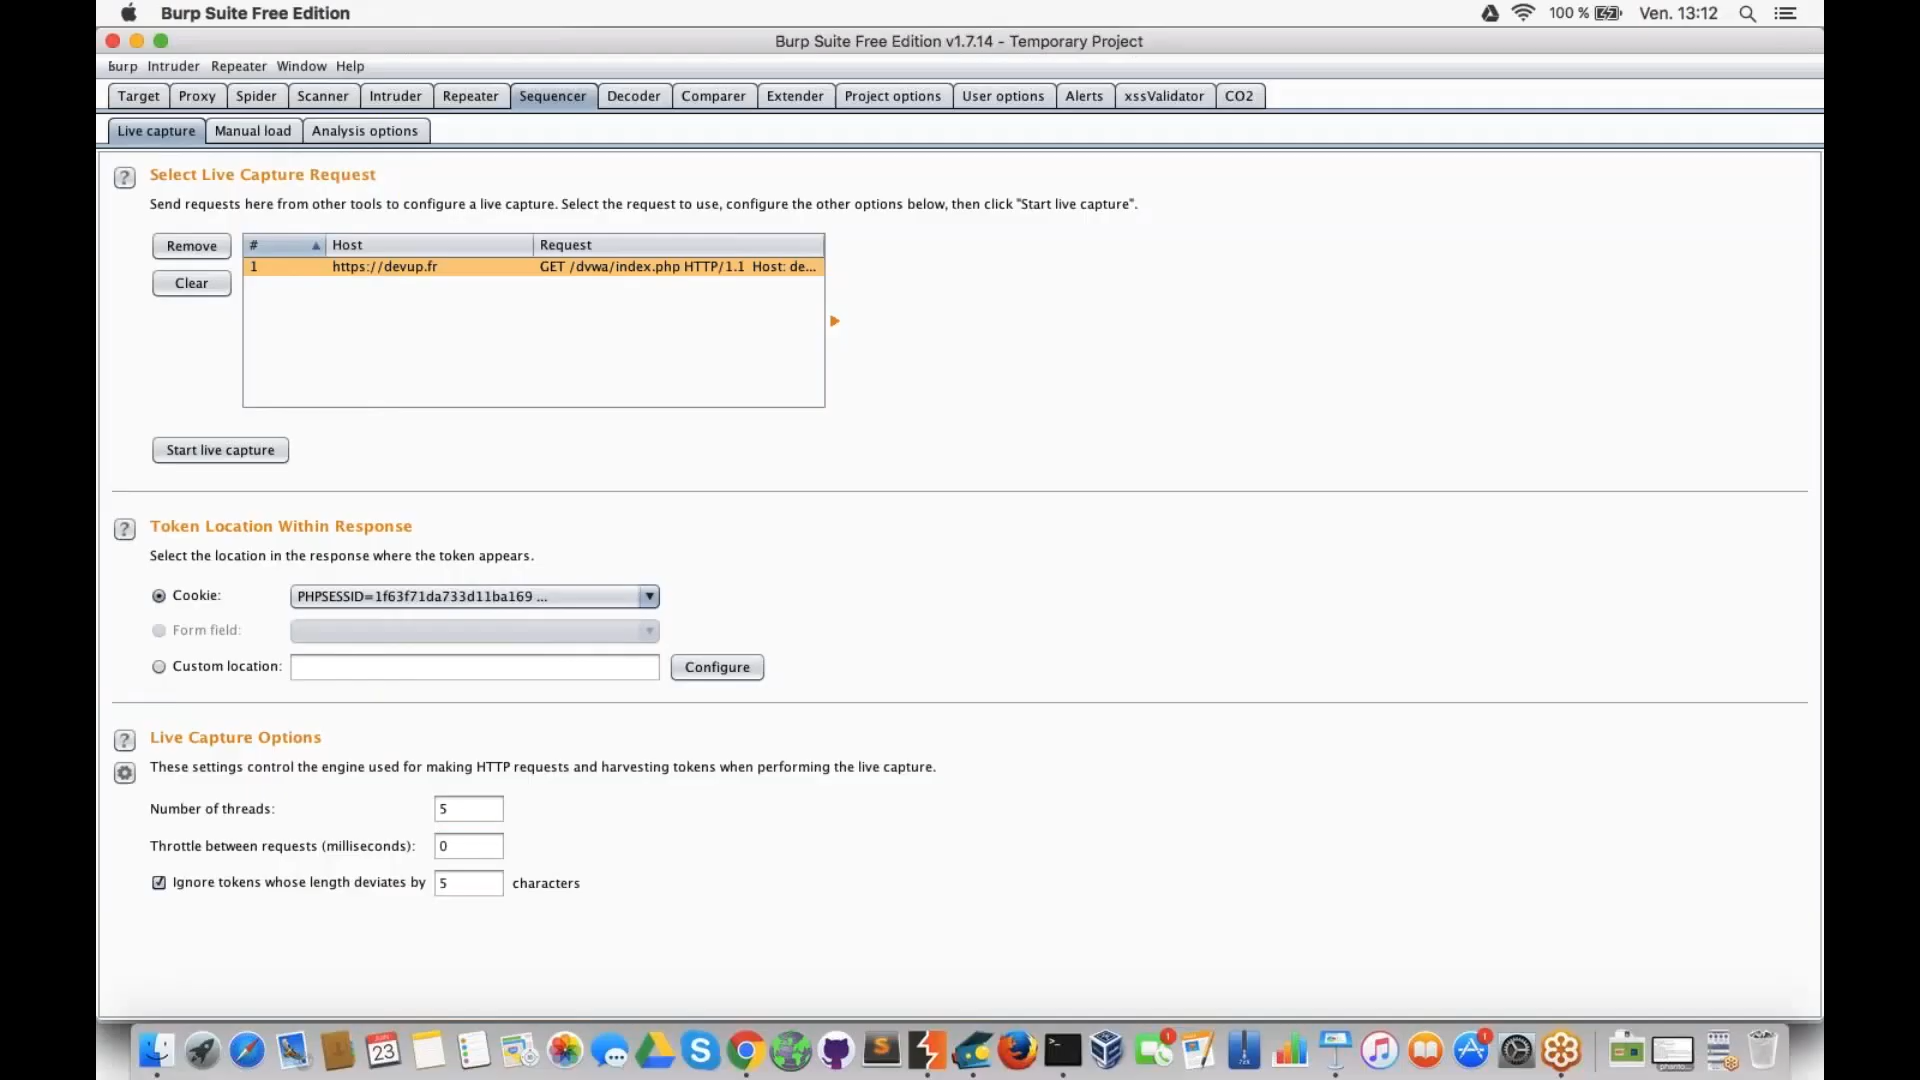 Burp Suite Free Edition
100 %
Ven. 13:12
Burp Suite Free Edition v1.7.14 - Temporary Project
Burp Intruder Repeater Window Help
Target Proxy Spider Scanner Intruder Repeater Sequencer Decoder Comparer Extender Project options User options Alerts xssValidator CO2
Live capture Manual load Analysis options
? Select Live Capture Request
Send requests here from other tools to configure a live capture. Select the request to use, configure the other options below, then click "Start live capture".
Remove
# Host Request
1 https://devup.fr GET /dvwa/index.php HTTP/1.1 Host: de...
Clear
Start live capture
? Token Location Within Response
Select the location in the response where the token appears.
Cookie: PHPSESSID=1f63f71da733d11ba169 ...
Form field:
Custom location: Configure
? Live Capture Options
These settings control the engine used for making HTTP requests and harvesting tokens when performing the live capture.
Number of threads: 5
Throttle between requests (milliseconds): 0
Ignore tokens whose length deviates by 5 characters
23
1
1